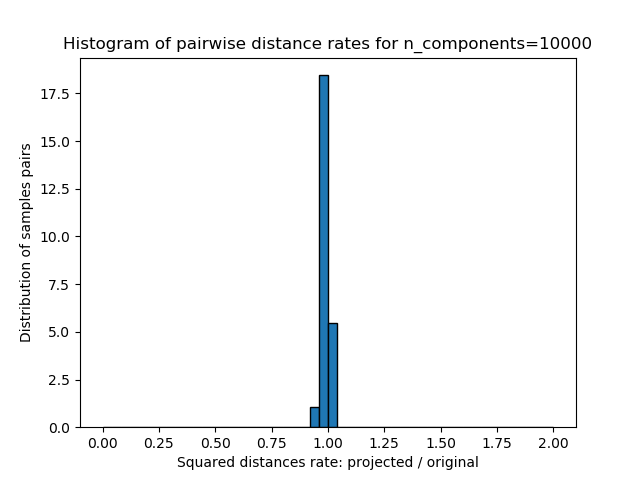 Histogram of pairwise distance rates for n_components=10000
17.5
15.0
12.5
10.0
7.5
5.0
2.5
0.0
Distribution of samples pairs
0.00 0.25 0.50 0.75 1.00 1.25 1.50 1.75 2.00
Squared distances rate: projected / original